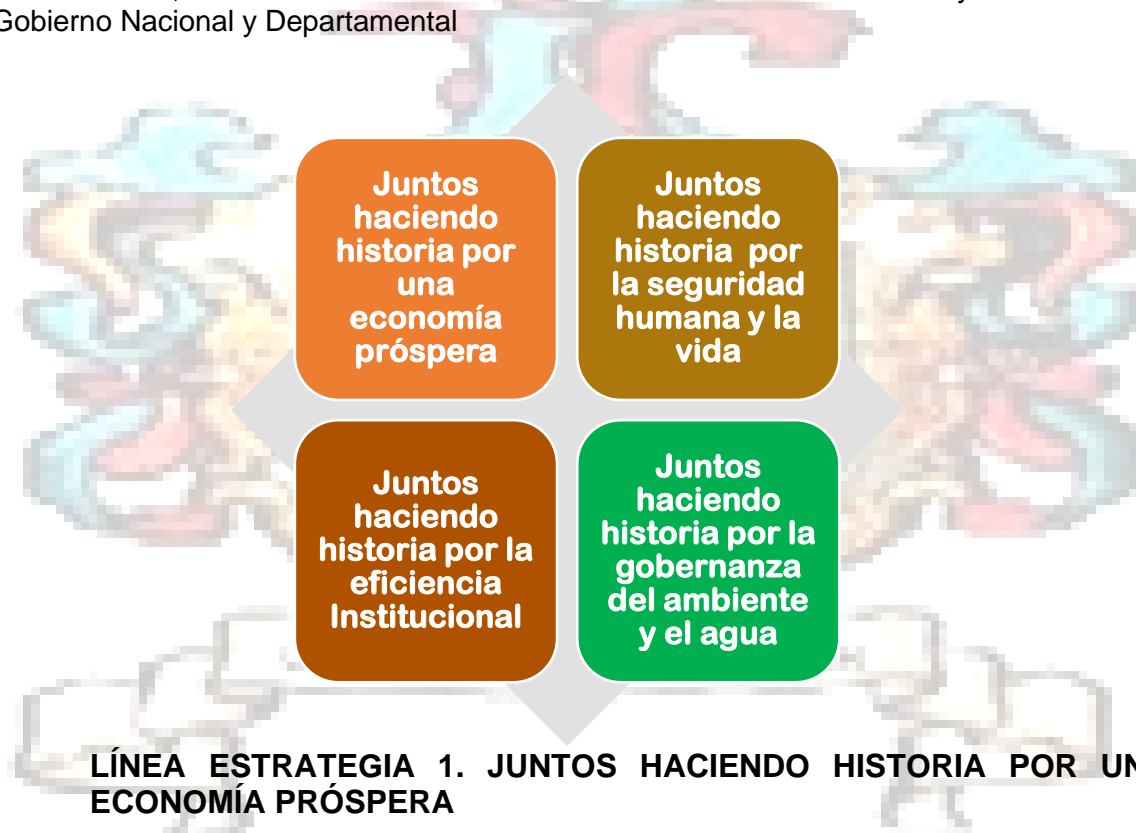 Gobierno Nacional y Departamental
Juntos
haciendo
historia por
una
economía
próspera
Juntos
haciendo
historia por
la seguridad
humana y la
vida
Juntos
haciendo
historia por la
eficiencia
Institucional
Juntos
haciendo
historia por la
gobernanza
del ambiente
y el agua
LÍNEA ESTRATEGIA 1. JUNTOS HACIENDO HISTORIA POR UN
ECONOMÍA PRÓSPERA